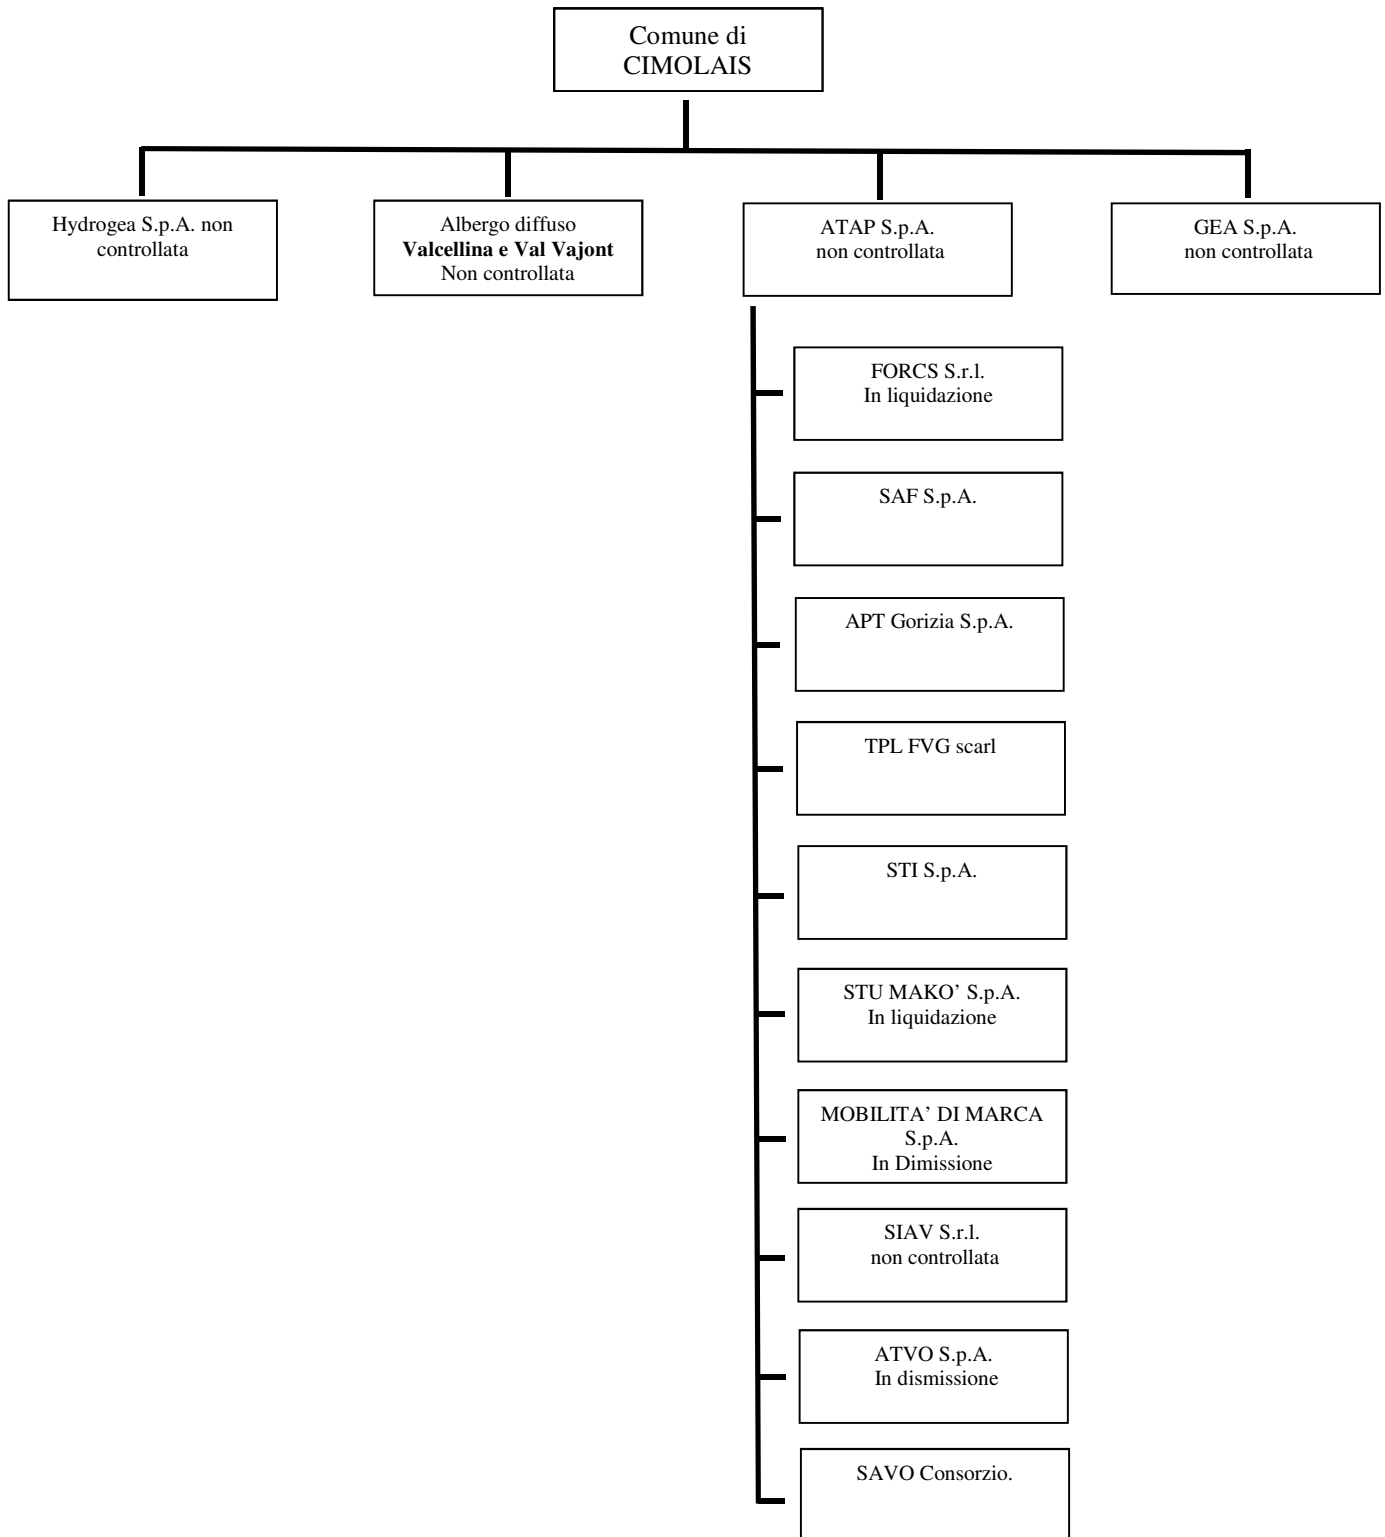 Comune di
CIMOLAIS
Hydrogea S.p.A. non
controllata
Albergo diffuso
Valcellina e Val Vajont
Non controllata
ATAP S.p.A.
non controllata
GEA S.p.A.
non controllata
FORCS S.r.l.
In liquidazione
SAF S.p.A.
APT Gorizia S.p.A.
TPL FVG scarl
STI S.p.A.
STU MAKO’ S.p.A.
In liquidazione
MOBILITA’ DI MARCA
S.p.A.
In Dimissione
SIAV S.r.l.
non controllata
ATVO S.p.A.
In dismissione
SAVO Consorzio.